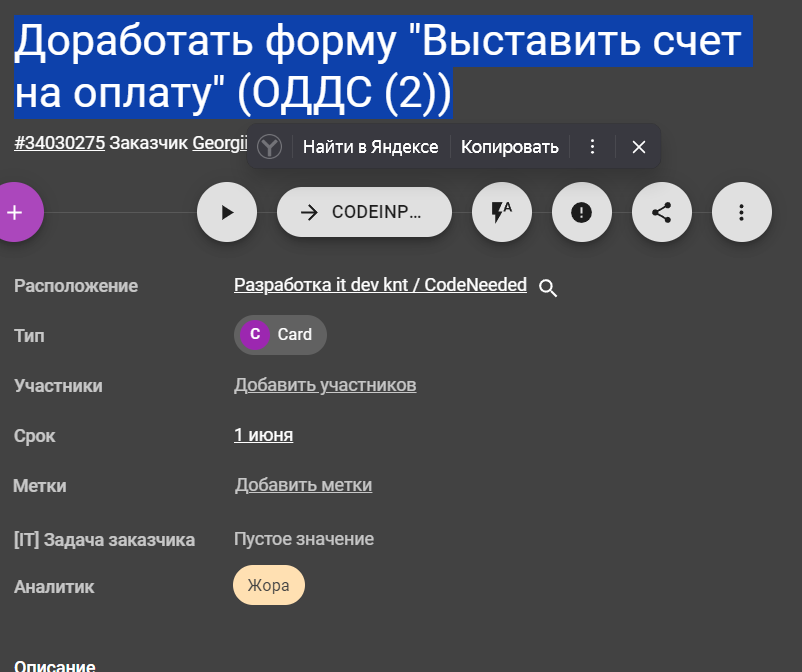 Доработать форму "Выставить счет
на оплату" (ОДДС (2))
#34030275 Заказчик Georgii
Найти в Яндексе Копировать
CODEINP...
Расположение Разработка it dev knt / CodeNeeded
Тип C Card
Участники Добавить участников
Срок 1 июня
Метки Добавить метки
[IT] Задача заказчика Пустое значение
Аналитик Жора
Описание